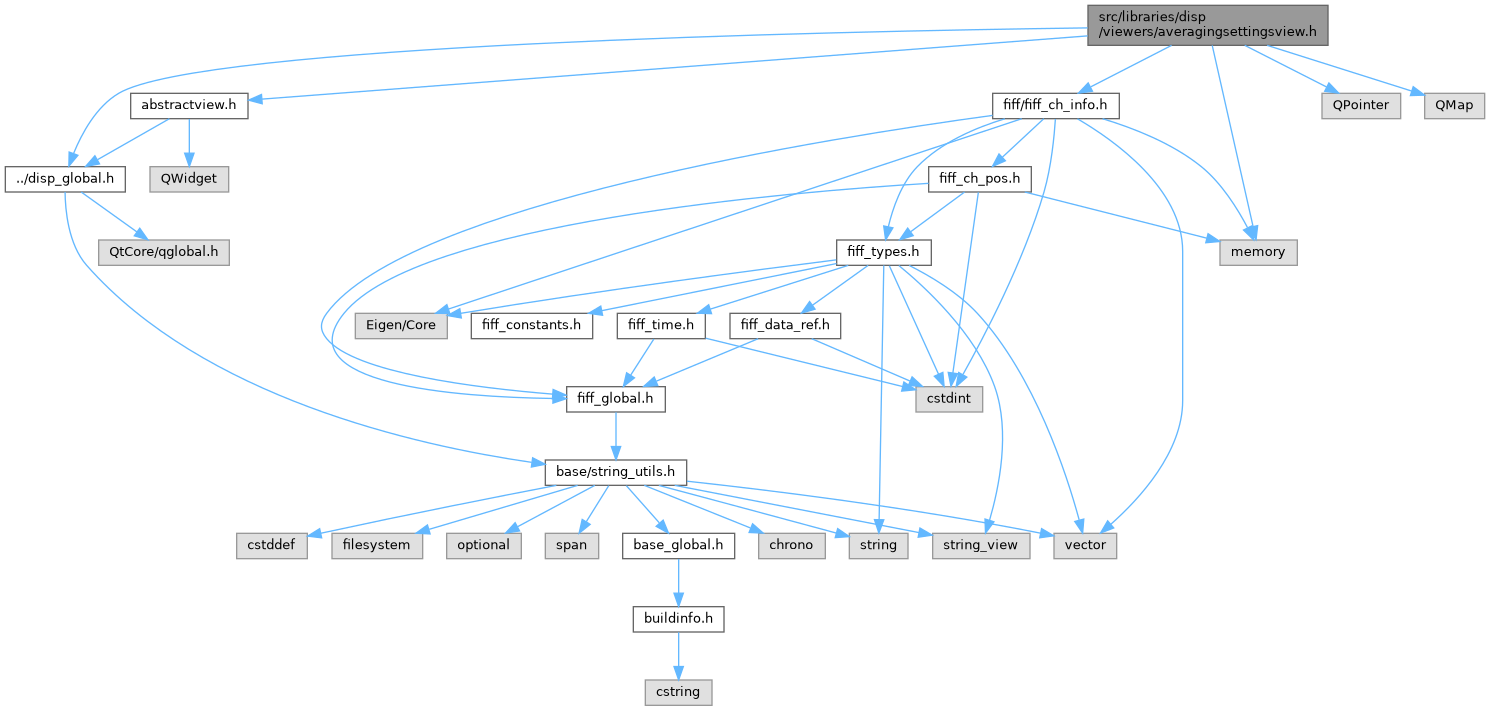 src/libraries/disp
/viewers/averagingsettingsview.h
abstractview.h
fiff/fiff_ch_info.h
QPointer
QMap
../disp_global.h
QWidget
fiff_ch_pos.h
QtCore/qglobal.h
fiff_types.h
memory
Eigen/Core
fiff_constants.h
fiff_time.h
fiff_data_ref.h
fiff_global.h
cstdint
base/string_utils.h
cstddef
filesystem
optional
span
base_global.h
chrono
string
string_view
vector
buildinfo.h
cstring